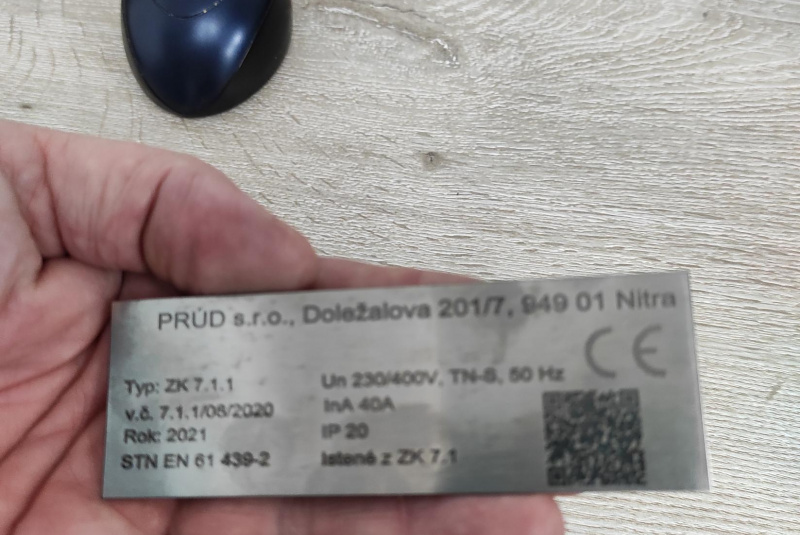 PRÚD s.r.o., Doležalova 201/7, 949 01 Nitra
CE
Typ: ZK 7.1.1
v.č. 7.1.1/06/2020
Rok: 2021
STN EN 61 439-2
Un 230/400V, TN-S, 50 Hz
InA 40A
IP 20
Istené z ZK 7.1